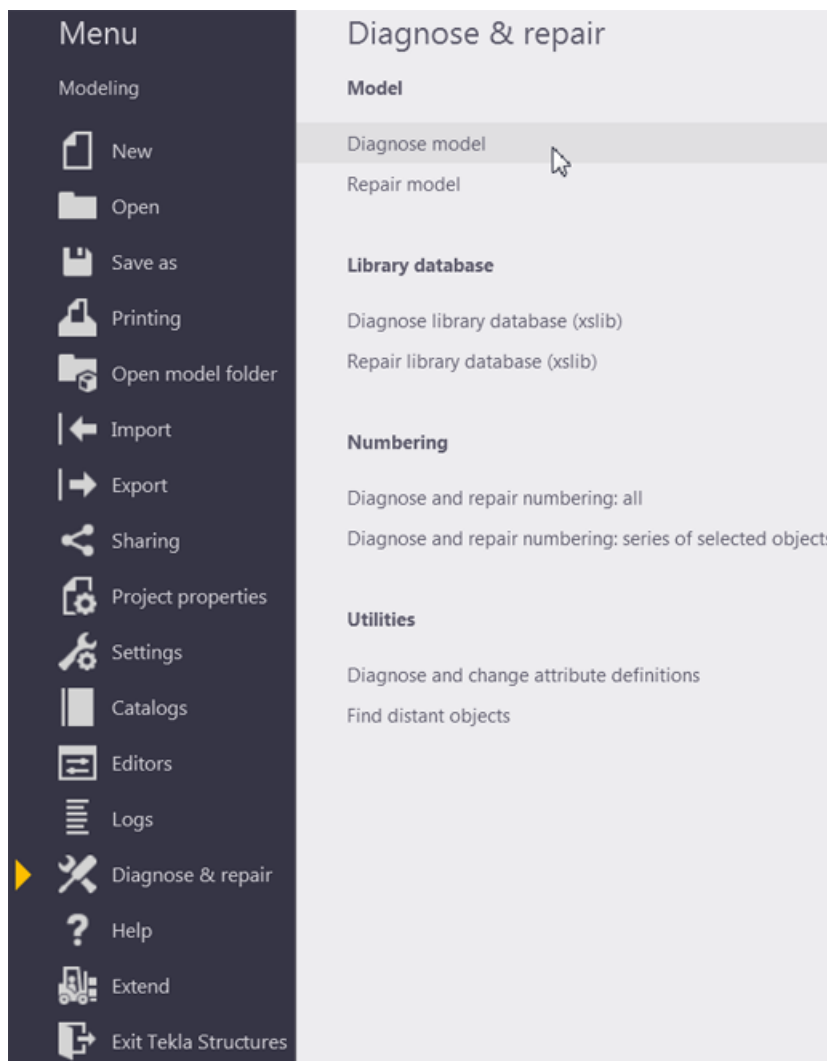 Menu
Modeling
New
Open
Save as
Printing
Open model folder
Import
Export
Sharing
Project properties
Settings
Catalogs
Editors
Logs
Diagnose & repair
Help
Extend
Exit Tekla Structures
Diagnose & repair
Model
Diagnose model
Repair model
Library database
Diagnose library database (xslib)
Repair library database (xslib)
Numbering
Diagnose and repair numbering: all
Diagnose and repair numbering: series of selected objects
Utilities
Diagnose and change attribute definitions
Find distant objects